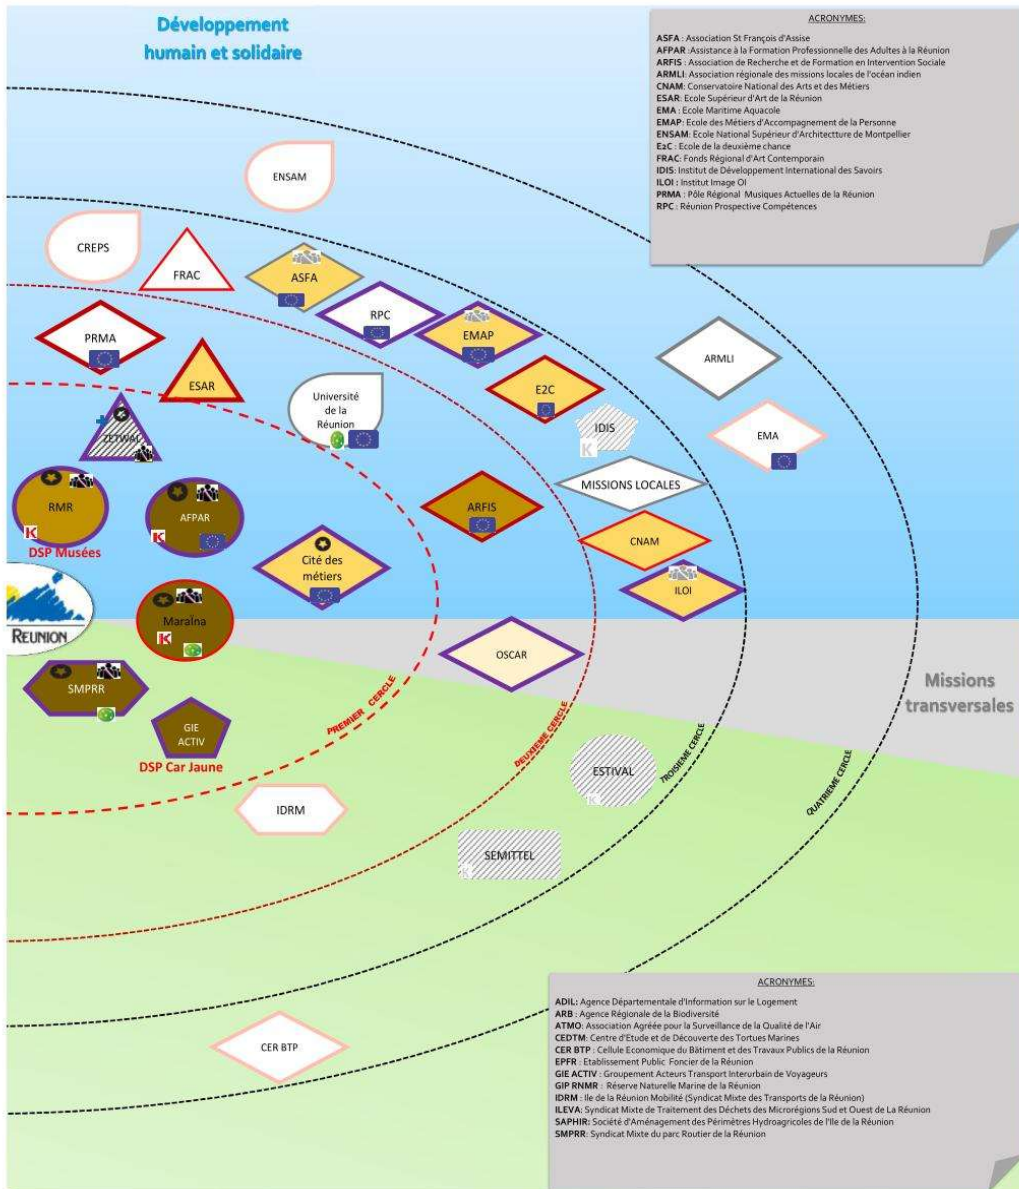 Développement
humain et solidaire
ACRONYMES:
ASFA : Association St François d'Assise
AFPAR : Assistance à la Formation Professionnelle des Adultes à la Réunion
ARFIS : Association de Recherche et de Formation en Intervention Sociale
ARMLI: Association régionale des missions locales de l'océan indien
CNAM: Conservatoire National des Arts et des Métiers
ESAR: Ecole Supérieur d'Art de la Réunion
EMA: Ecole Maritime Aquacole
EMAP: Ecole des Métiers d'Accompagnement de la Personne
ENSAM: Ecole National Supérieur d'Architectture de Montpellier
E2C : Ecole de la deuxième chance
FRAC: Fonds Régional d'Art Contemporain
IDIS: Institut de Développement International des Savoirs
ILOI : Institut Image OI
PRMA : Pôle Régional Musiques Actuelles de la Réunion
RPC : Réunion Prospective Compétences
ENSAM
CREPS
FRAC
ASFA
RPC
EMAP
PRMA
ESAR
ARMLI
E2C
Université
de la
Réunion
IDIS
K
EMA
ZETWAL
MISSIONS LOCALES
RMR
K
DSP Musées
AFPAR
K
ARFIS
CNAM
Cité des
métiers
ILOI
REUNION
Maraïna
K
OSCAR
SMPRR
GIE
ACTIV
DSP Car Jaune
PREMIER CERCLE
DEUXIEME CERCLE
TROISIEME CERCLE
QUATRIEME CERCLE
Missions
transversales
ESTIVAL
K
IDRM
SEMITTEL
K
CER BTP
ACRONYMES:
ADIL: Agence Départementale d'Information sur le Logement
ARB : Agence Régionale de la Biodiversité
ATMO: Association Agréée pour la Surveillance de la Qualité de l'Air
CEDTM: Centre d'Etude et de Découverte des Tortues Marines
CER BTP : Cellule Economique du Bâtiment et des Travaux Publics de la Réunion
EPFR : Etablissement Public Foncier de la Réunion
GIE ACTIV : Groupement Acteurs Transport Interurbain de Voyageurs
GIP RNMR : Réserve Naturelle Marine de la Réunion
IDRM : Ile de la Réunion Mobilité (Syndicat Mixte des Transports de la Réunion)
ILEVA: Syndicat Mixte de Traitement des Déchets des Microrégions Sud et Ouest de La Réunion
SAPHIR: Société d'Aménagement des Périmètres Hydroagricoles de l'Ile de la Réunion
SMPRR : Syndicat Mixte du parc Routier de la Réunion